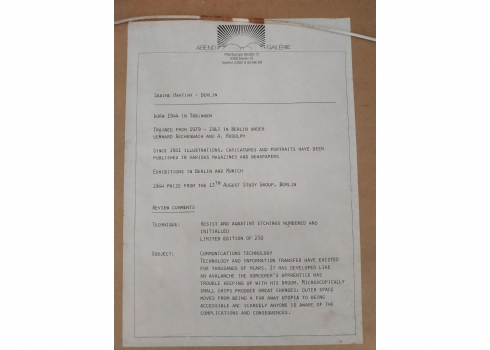 ABEND GALERIE
SABINE MARTINY - BERLIN
BORN 1944 IN TÜBINGEN
TRAINED FROM 1979 - 1983 IN BERLIN UNDER
GERHARD BECHENBACH AND A. RUDOLPH
SINCE 1981 ILLUSTRATIONS, CARICATURES AND PORTRAITS HAVE BEEN
PUBLISHED IN VARIOUS MAGAZINES AND NEWSPAPERS
EXHIBITIONS IN BERLIN AND MUNICH
1984 PRIZE FROM THE 13TH AUGUST STUDY GROUP, BERLIN
REVIEW COMMENTS
TECHNIQUE: RESIST AND AQUATINT ETCHINGS NUMBERED AND
INITIALLED
LIMITED EDITION OF 255
SUBJECT: COMMUNICATIONS TECHNOLOGY
TECHNOLOGY AND INFORMATION TRANSFER HAVE EXISTED
FOR THOUSANDS OF YEARS. IT HAS DEVELOPED LIKE
AN AVALANCHE THE SORCERER'S APPRENTICE HAS
TROUBLE KEEPING UP WITH HIS BROOM. MICROSCOPICALLY
SMALL CHIPS PRODUCE GREAT CHANGES; OUTER SPACE
MOVES FROM BEING A FAR AWAY UTOPIA TO BEING
ACCESSIBLE AND SCARCELY ANYONE IS AWARE OF THE
COMPLICATIONS AND CONSEQUENCES.